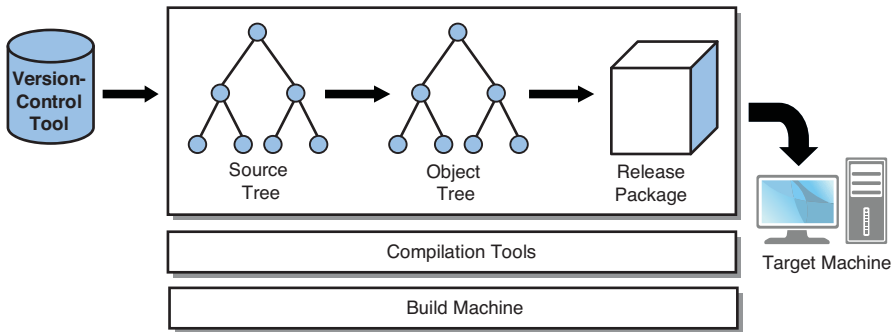 Version-
Control
Tool
Source
Tree
Object
Tree
Release
Package
Compilation Tools
Target Machine
Build Machine